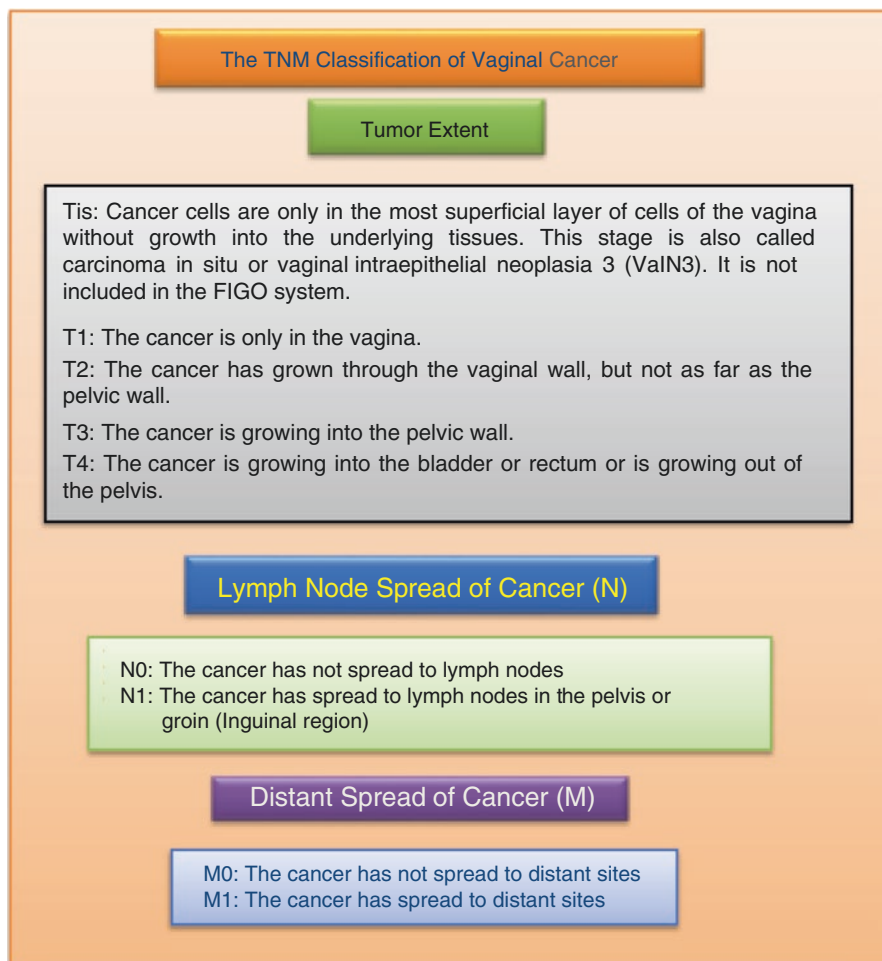 The TNM Classification of Vaginal Cancer
Tumor Extent
Tis: Cancer cells are only in the most superficial layer of cells of the vagina
without growth into the underlying tissues. This stage is also called
carcinoma in situ or vaginal intraepithelial neoplasia 3 (VaIN3). It is not
included in the FIGO system.
T1: The cancer is only in the vagina.
T2: The cancer has grown through the vaginal wall, but not as far as the
pelvic wall.
T3: The cancer is growing into the pelvic wall.
T4: The cancer is growing into the bladder or rectum or is growing out of
the pelvis.
Lymph Node Spread of Cancer (N)
N0: The cancer has not spread to lymph nodes
N1: The cancer has spread to lymph nodes in the pelvis or
groin (Inguinal region)
Distant Spread of Cancer (M)
M0: The cancer has not spread to distant sites
M1: The cancer has spread to distant sites